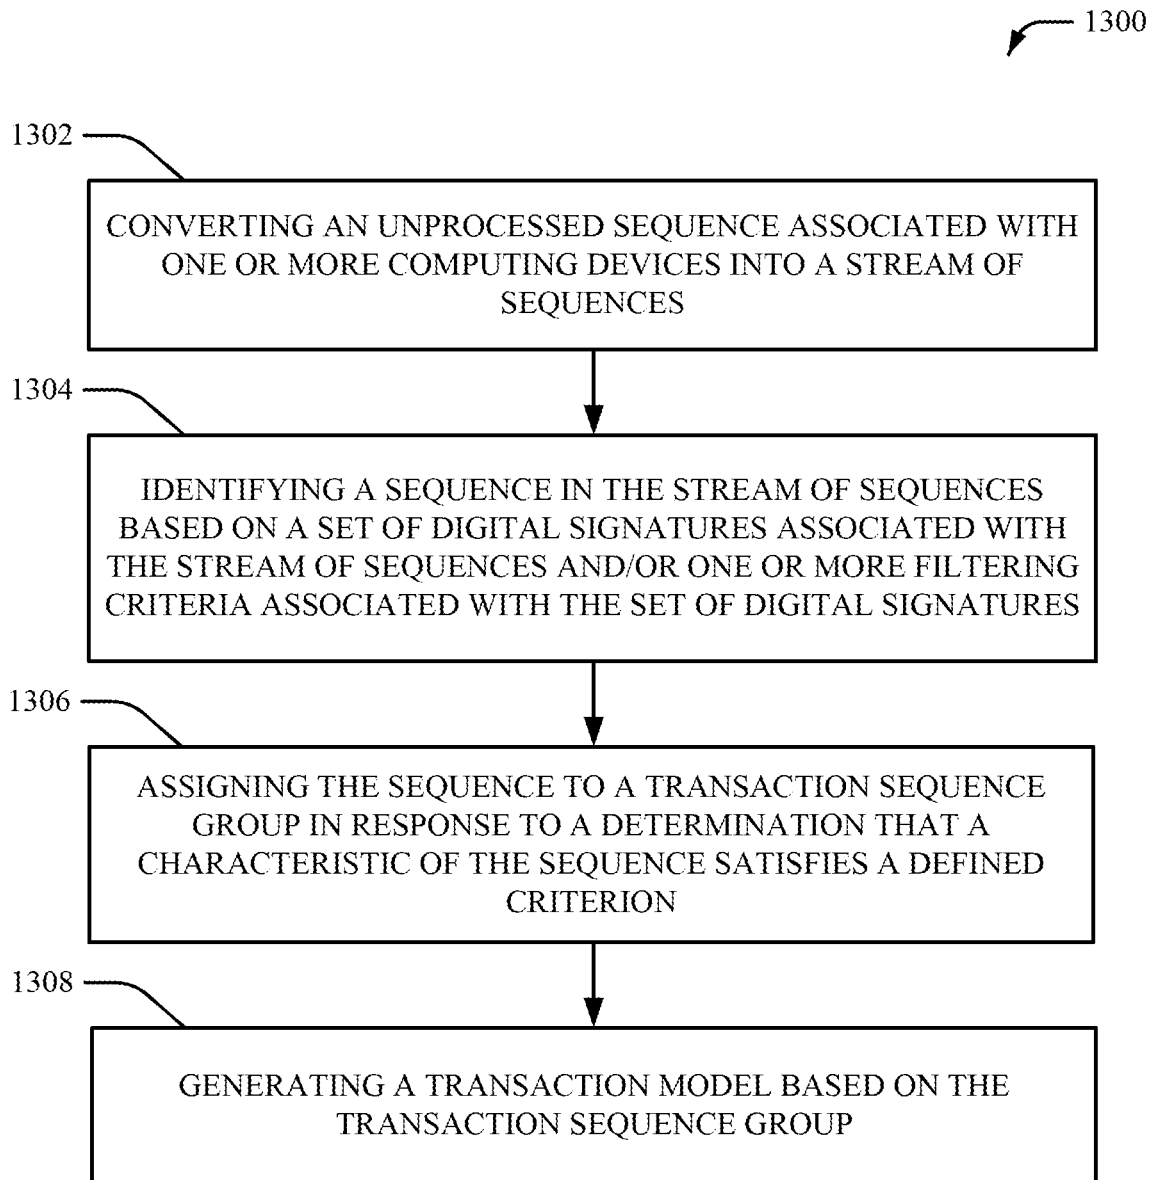 1300
1302
CONVERTING AN UNPROCESSED SEQUENCE ASSOCIATED WITH
ONE OR MORE COMPUTING DEVICES INTO A STREAM OF
SEQUENCES
1304
IDENTIFYING A SEQUENCE IN THE STREAM OF SEQUENCES
BASED ON A SET OF DIGITAL SIGNATURES ASSOCIATED WITH
THE STREAM OF SEQUENCES AND/OR ONE OR MORE FILTERING
CRITERIA ASSOCIATED WITH THE SET OF DIGITAL SIGNATURES
1306
ASSIGNING THE SEQUENCE TO A TRANSACTION SEQUENCE
GROUP IN RESPONSE TO A DETERMINATION THAT A
CHARACTERISTIC OF THE SEQUENCE SATISFIES A DEFINED
CRITERION
1308
GENERATING A TRANSACTION MODEL BASED ON THE
TRANSACTION SEQUENCE GROUP